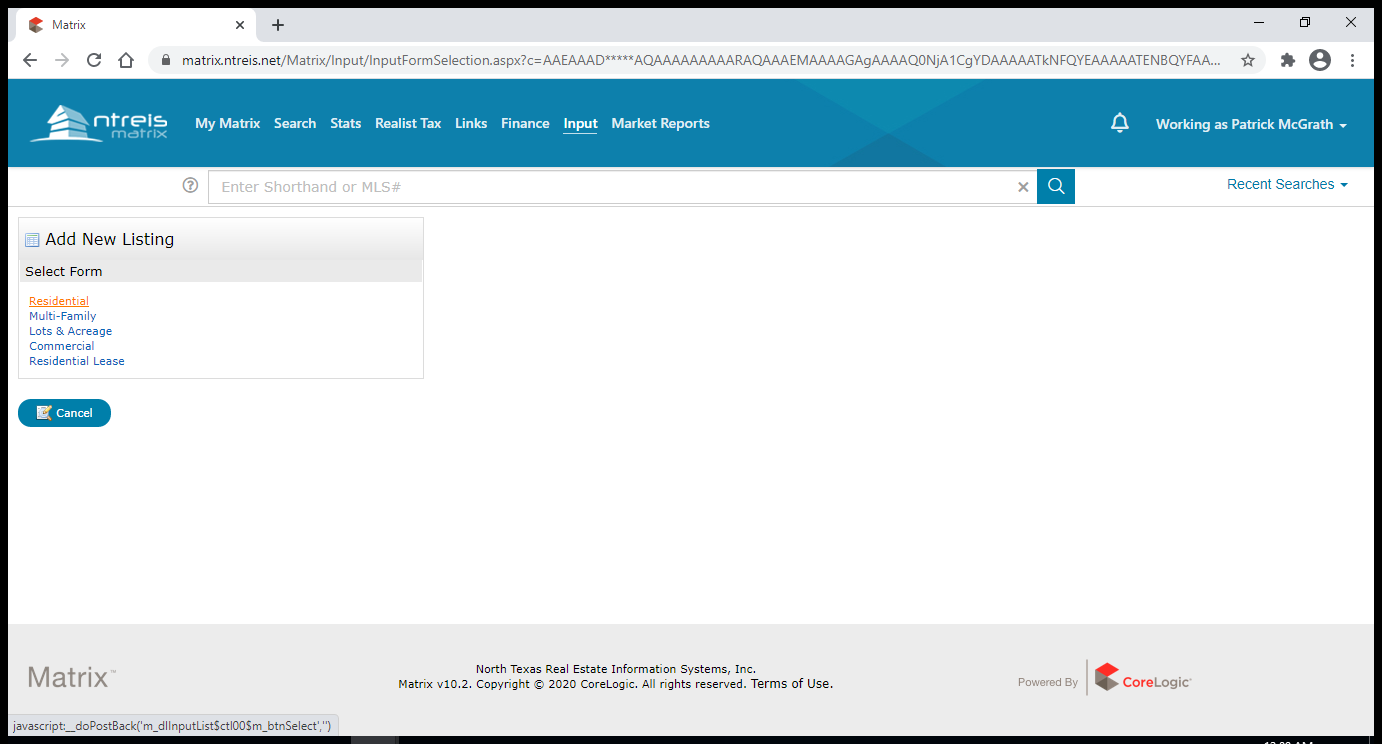 Matrix
matrix.ntreis.net/Matrix/Input/InputFormSelection.aspx?c=AAEAAAD*****AQAAAAAAAAARAQAAAEMAAAAGAgAAAAQ0NjA1CgYDAAAAATkNFQYEAAAAATENBQYFAA...
ntreis
matrix
My Matrix Search Stats Realist Tax Links Finance Input Market Reports
Working as Patrick McGrath
Enter Shorthand or MLS#
Recent Searches
Add New Listing
Select Form
Residential
Multi-Family
Lots & Acreage
Commercial
Residential Lease
Cancel
Matrix™
North Texas Real Estate Information Systems, Inc.
Matrix v10.2. Copyright © 2020 CoreLogic. All rights reserved. Terms of Use.
Powered By CoreLogic
javascript:__doPostBack('m_dlInputList$ctl00$m_btnSelect','')